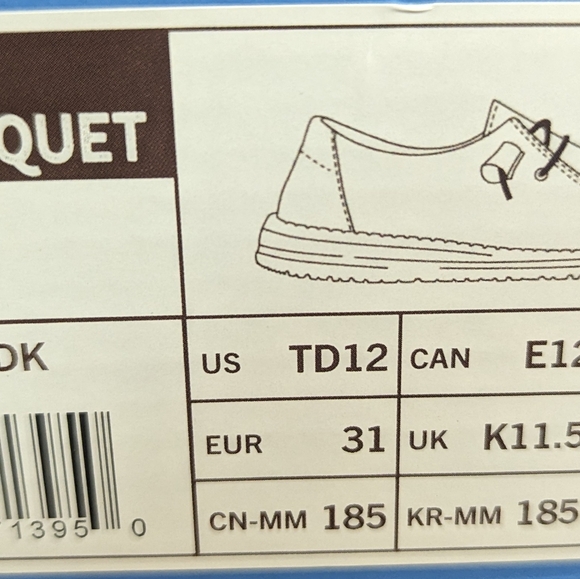 QUET
DK
US TD12 CAN E12
EUR 31 UK K11.5
CN-MM 185 KR-MM 185
1395 0